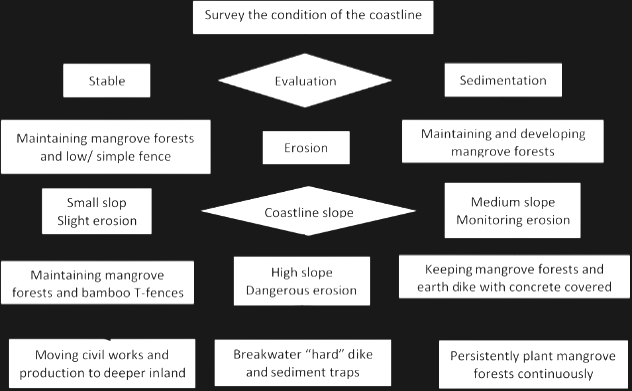 Survey the condition of the coastline
Stable
Evaluation
Sedimentation
Maintaining mangrove forests
and low/ simple fence
Erosion
Maintaining and developing
mangrove forests
Small slop
Slight erosion
Coastline slope
Medium slope
Monitoring erosion
Maintaining mangrove
forests and bamboo T-fences
High slope
Dangerous erosion
Keeping mangrove forests and
earth dike with concrete covered
Moving civil works and
production to deeper inland
Breakwater “hard” dike
and sediment traps
Persistently plant mangrove
forests continuously